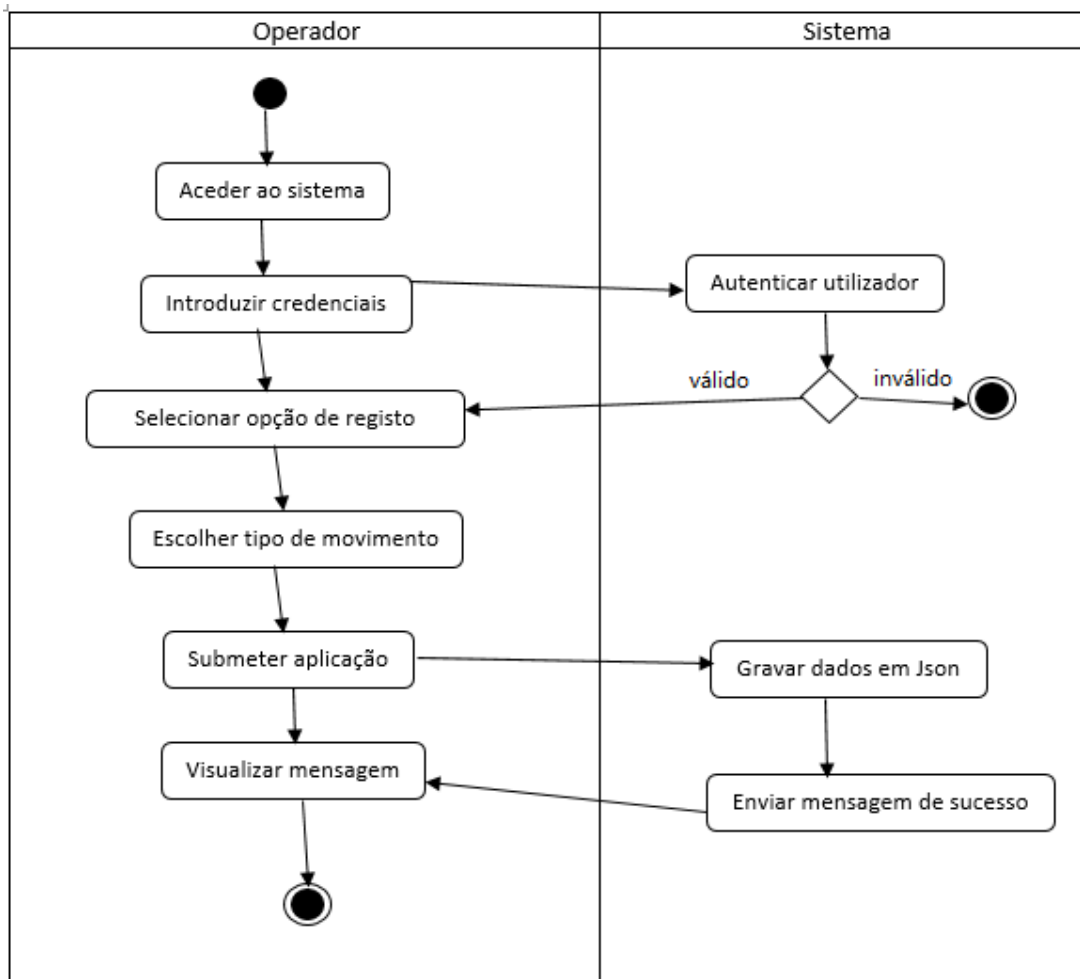 Operador
Sistema
Aceder ao sistema
Introduzir credenciais
Autenticar utilizador
válido
inválido
Selecionar opção de registo
Escolher tipo de movimento
Submeter aplicação
Gravar dados em Json
Visualizar mensagem
Enviar mensagem de sucesso